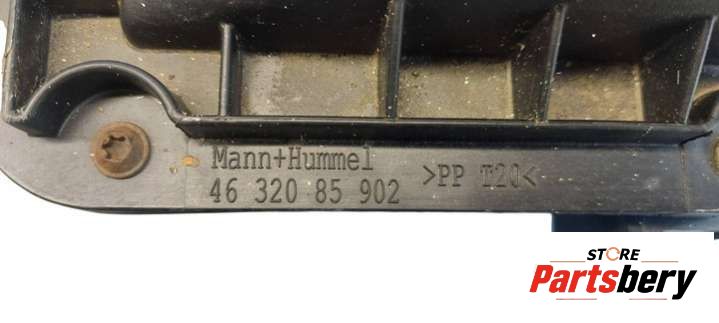 Mann+Hummel
46 320 85 902
>PP T20<
STORE
Partsbery